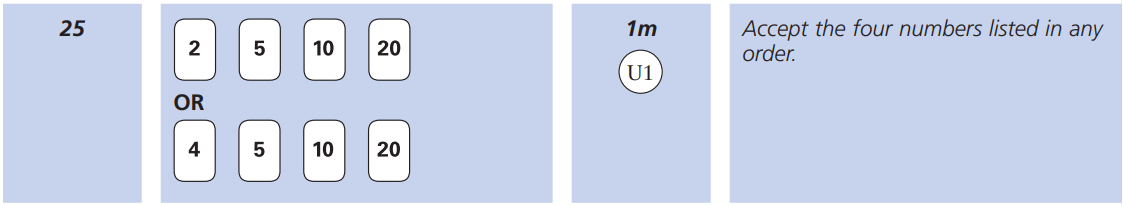 25
2 5 10 20
OR
4 5 10 20
1m
U1
Accept the four numbers listed in any
order.